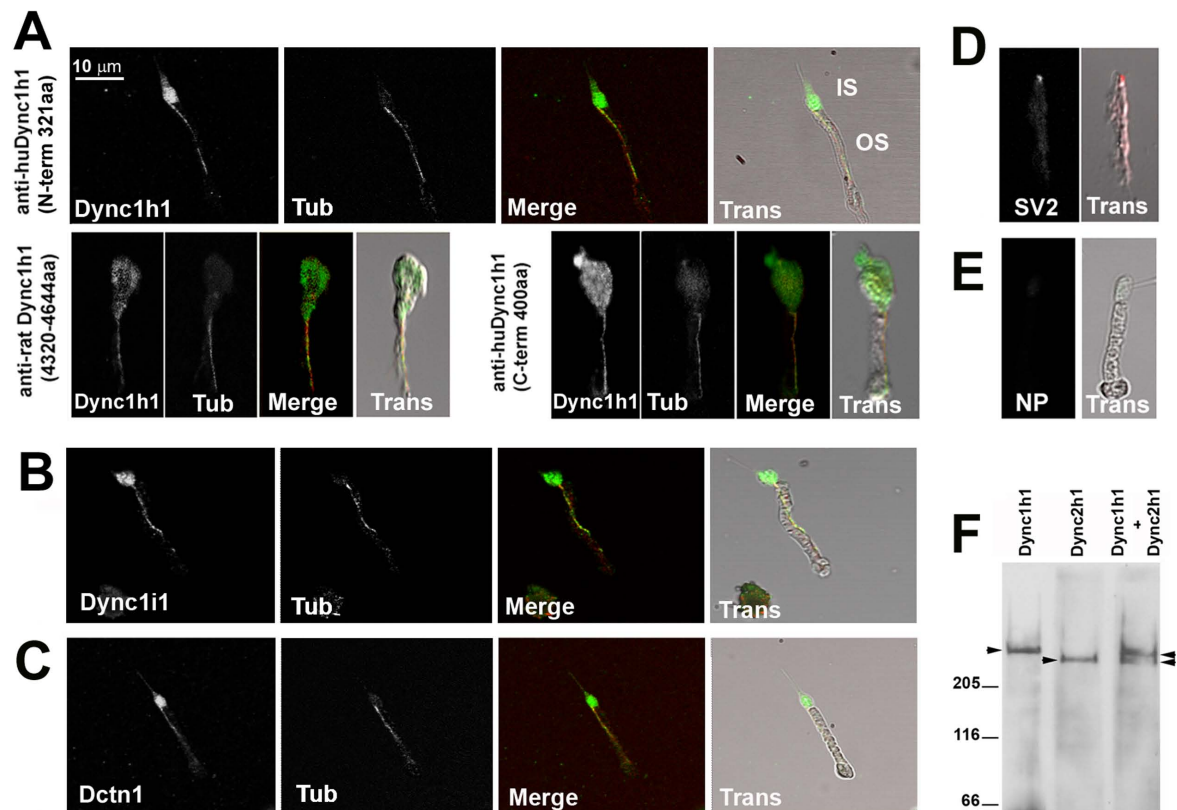 A
anti-huDync1h1
(N-term 321aa)
10 μm
Dync1h1
Tub
Merge
IS
OS
Trans
anti-rat Dync1h1
(4320-4644aa)
Dync1h1
Tub
Merge
Trans
anti-huDync1h1
(C-term 400aa)
Dync1h1
Tub
Merge
Trans
B
Dync1i1
Tub
Merge
Trans
C
Dctn1
Tub
Merge
Trans
D
SV2
Trans
E
NP
Trans
F
Dync1h1
Dync2h1
Dync1h1
+
Dync2h1
205
116
66